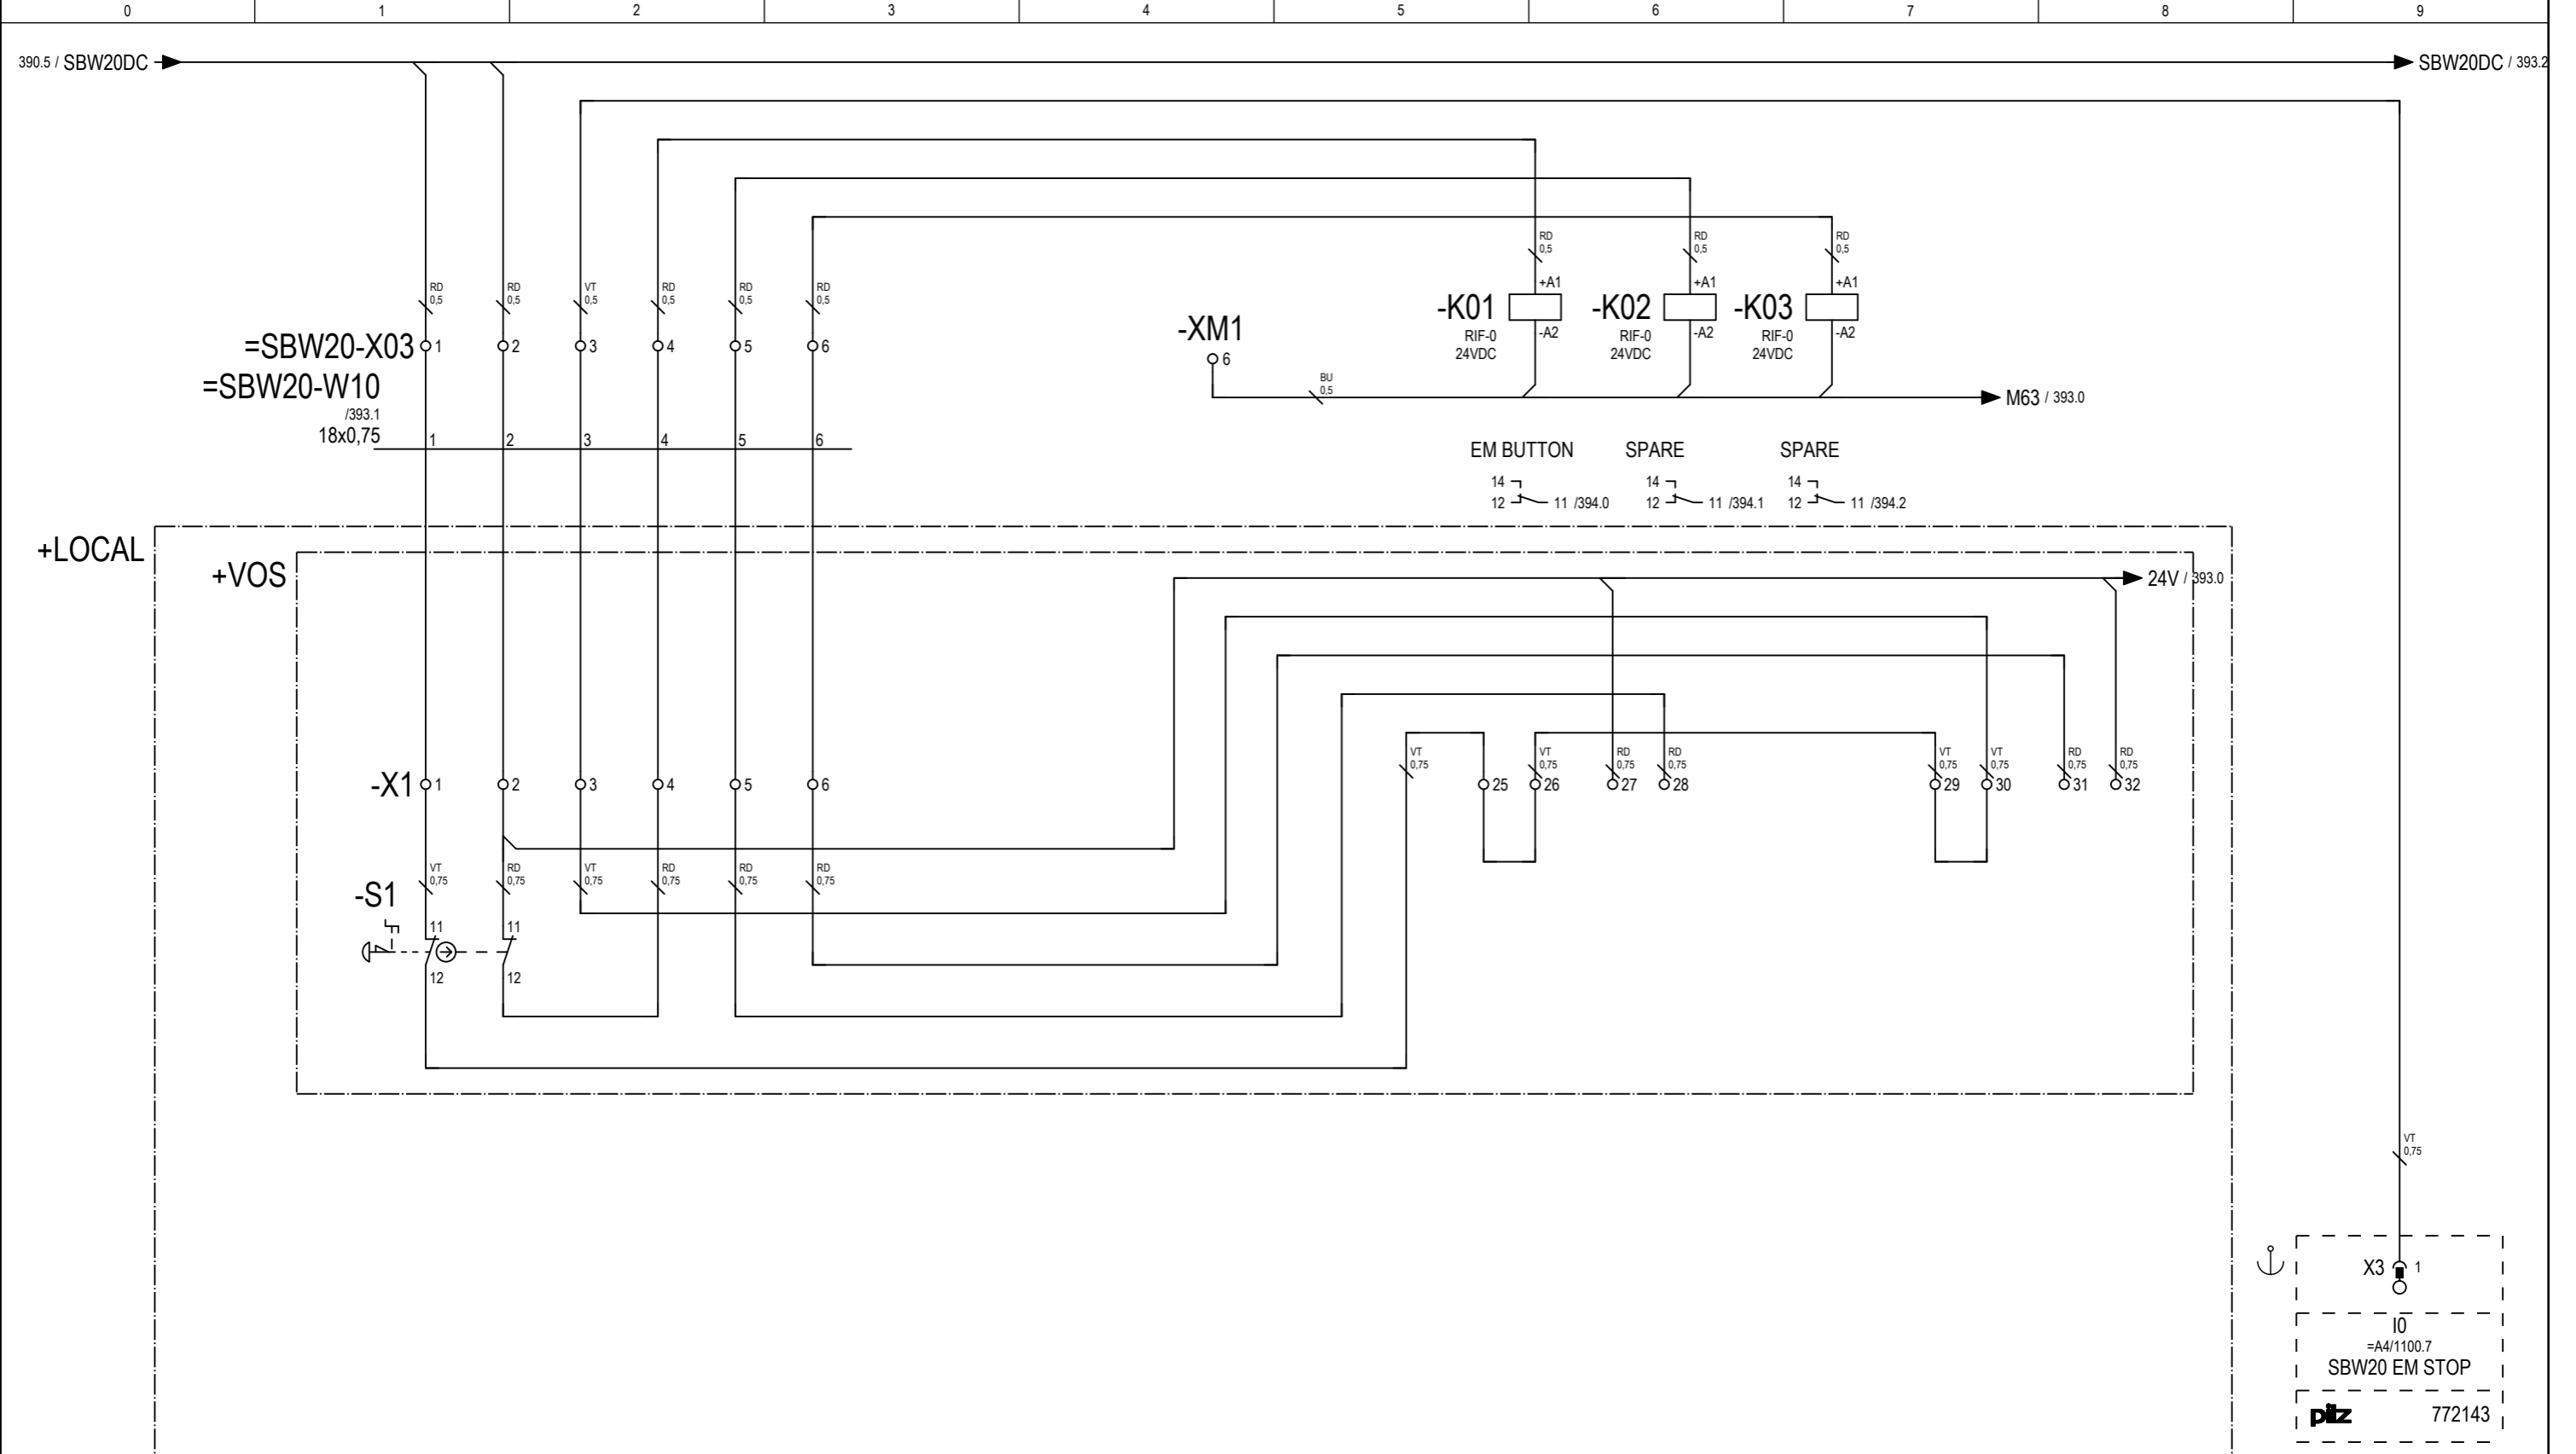 0 1 2 3 4 5 6 7 8 9
390.5 / SBW20DC
SBW20DC / 393.2
RD 0,5
RD 0,5
VT 0,5
RD 0,5
RD 0,5
RD 0,5
RD 0,5
RD 0,5
RD 0,5
+A1 +A1 +A1
-K01 -K02 -K03
RIF-0 RIF-0 RIF-0
24VDC 24VDC 24VDC
-A2 -A2 -A2
=SBW20-X03 1 2 3 4 5 6
-XM1
6
BU 0,5
M63 / 393.0
=SBW20-W10
/393.1
18x0,75
1 2 3 4 5 6
EM BUTTON SPARE SPARE
14 14 14
12 11 /394.0 12 11 /394.1 12 11 /394.2
+LOCAL
+VOS
24V / 393.0
VT 0,75
VT 0,75
RD 0,75
RD 0,75
VT 0,75
VT 0,75
RD 0,75
RD 0,75
-X1 1 2 3 4 5 6 25 26 27 28 29 30 31 32
VT 0,75
RD 0,75
VT 0,75
RD 0,75
RD 0,75
RD 0,75
-S1
11 11
12 12
VT 0,75
X3 1
I0
=A4/1100.7
SBW20 EM STOP
pilz 772143